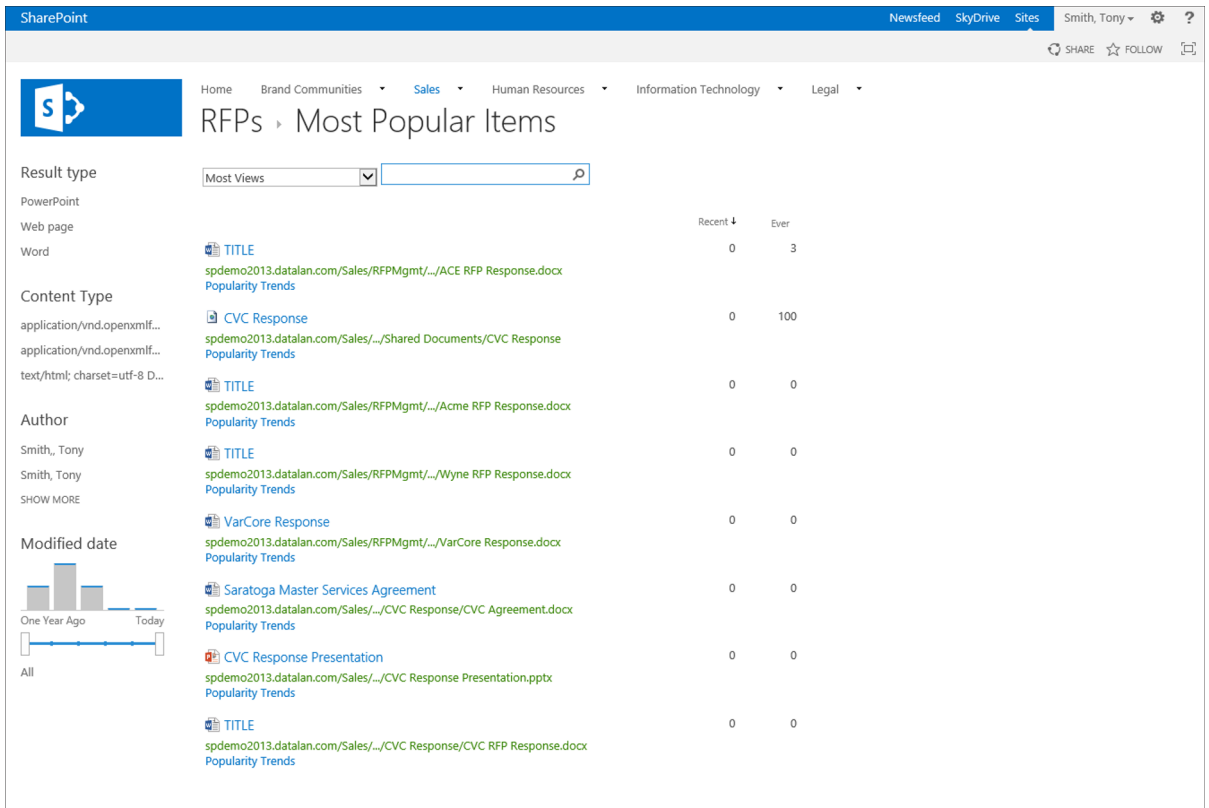 SharePoint Newsfeed SkyDrive Sites Smith, Tony ?
SHARE FOLLOW
S
Home Brand Communities Sales Human Resources Information Technology Legal
RFPs Most Popular Items
Result type
PowerPoint
Web page
Word
Content Type
application/vnd.openxmlf...
application/vnd.openxmlf...
text/html; charset=utf-8 D...
Author
Smith,, Tony
Smith, Tony
SHOW MORE
Modified date
One Year Ago Today
All
Most Views
Recent Ever
TITLE 0 3
spdemo2013.datalan.com/Sales/RFPMgmt/.../ACE RFP Response.docx
Popularity Trends
CVC Response 0 100
spdemo2013.datalan.com/Sales/.../Shared Documents/CVC Response
Popularity Trends
TITLE 0 0
spdemo2013.datalan.com/Sales/RFPMgmt/.../Acme RFP Response.docx
Popularity Trends
TITLE 0 0
spdemo2013.datalan.com/Sales/RFPMgmt/.../Wyne RFP Response.docx
Popularity Trends
VarCore Response 0 0
spdemo2013.datalan.com/Sales/RFPMgmt/.../VarCore Response.docx
Popularity Trends
Saratoga Master Services Agreement 0 0
spdemo2013.datalan.com/Sales/.../CVC Response/CVC Agreement.docx
Popularity Trends
CVC Response Presentation 0 0
spdemo2013.datalan.com/Sales/.../CVC Response Presentation.pptx
Popularity Trends
TITLE 0 0
spdemo2013.datalan.com/Sales/.../CVC Response/CVC RFP Response.docx
Popularity Trends